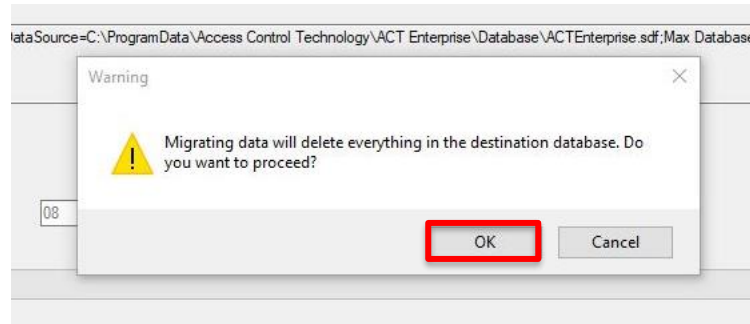 ataSource=C:\ProgramData\Access Control Technology\ACT Enterprise\Database\ACTEnterprise.sdf;Max Database
Warning
Migrating data will delete everything in the destination database. Do
you want to proceed?
08
OK Cancel